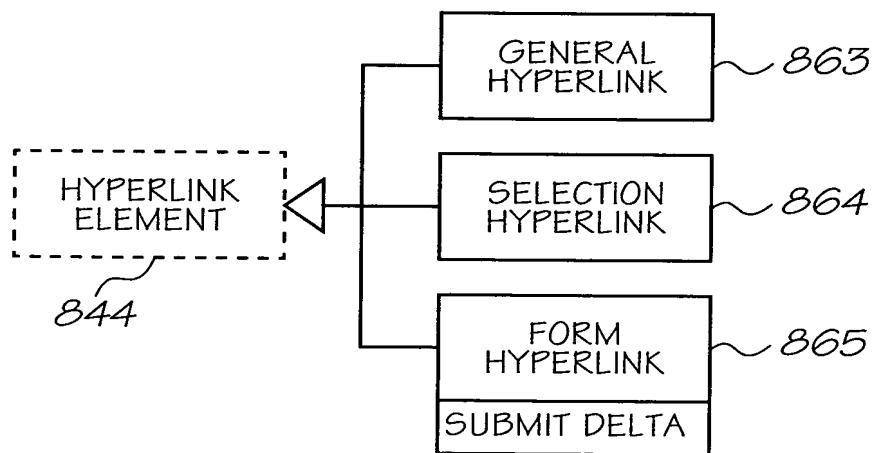 GENERAL
HYPERLINK
863
HYPERLINK
ELEMENT
844
SELECTION
HYPERLINK
864
FORM
HYPERLINK
865
SUBMIT DELTA